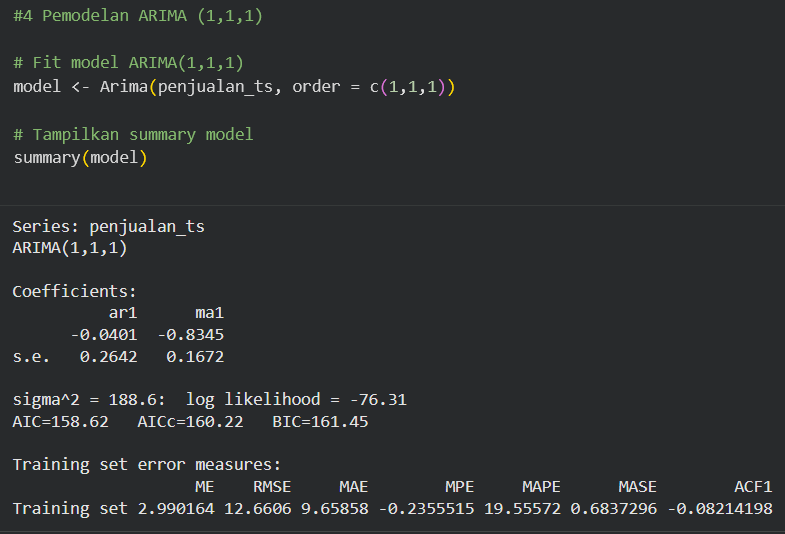 #4 Pemodelan ARIMA (1,1,1)
# Fit model ARIMA(1,1,1)
model <- Arima(penjualan_ts, order = c(1,1,1))
# Tampilkan summary model
summary(model)
Series: penjualan_ts
ARIMA(1,1,1)
Coefficients:
ar1 ma1
-0.0401 -0.8345
s.e. 0.2642 0.1672
sigma^2 = 188.6: log likelihood = -76.31
AIC=158.62 AICc=160.22 BIC=161.45
Training set error measures:
ME RMSE MAE MPE MAPE MASE ACF1
Training set 2.990164 12.6606 9.65858 -0.2355515 19.55572 0.6837296 -0.08214198